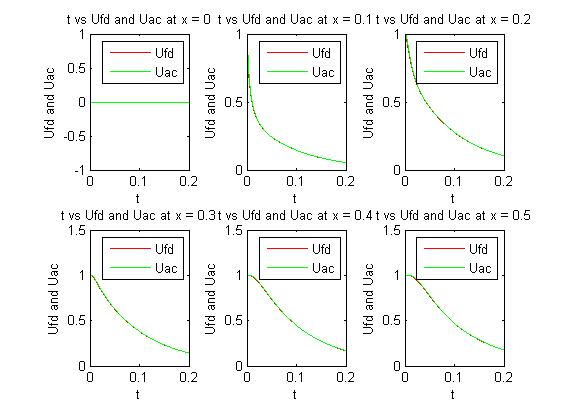 t vs Ufd and Uac at x = 0
t vs Ufd and Uac at x = 0.1
t vs Ufd and Uac at x = 0.2
1
0.5
0
-0.5
-1
Ufd and Uac
Ufd
Uac
0
0.1
0.2
t
1
0.5
0
Ufd and Uac
Ufd
Uac
0
0.1
0.2
t
1
0.5
0
Ufd and Uac
Ufd
Uac
0
0.1
0.2
t
t vs Ufd and Uac at x = 0.3
t vs Ufd and Uac at x = 0.4
t vs Ufd and Uac at x = 0.5
1.5
1
0.5
0
Ufd and Uac
Ufd
Uac
0
0.1
0.2
t
1.5
1
0.5
0
Ufd and Uac
Ufd
Uac
0
0.1
0.2
t
1.5
1
0.5
0
Ufd and Uac
Ufd
Uac
0
0.1
0.2
t